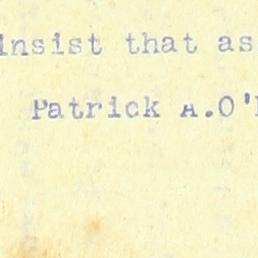 insist that as
Patrick A.O'